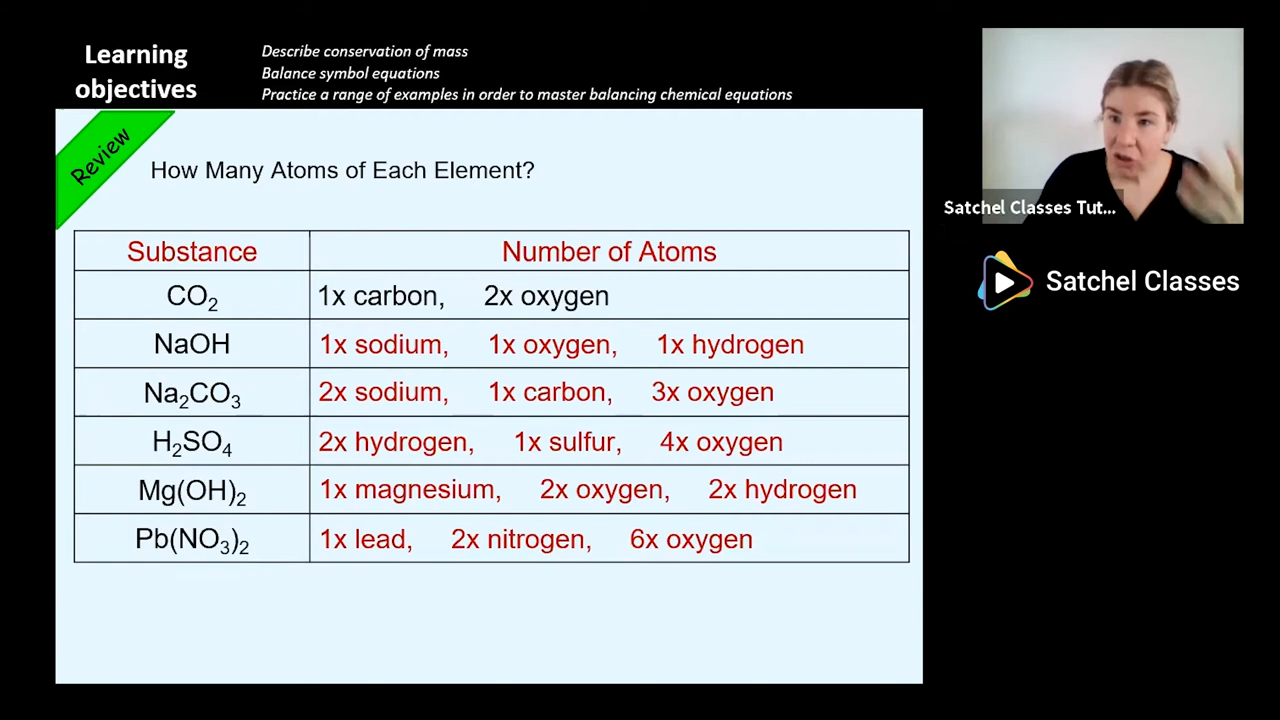 Learning
objectives
Describe conservation of mass
Balance symbol equations
Practice a range of examples in order to master balancing chemical equations
Review
How Many Atoms of Each Element?
Substance Number of Atoms
CO₂ 1x carbon, 2x oxygen
NaOH 1x sodium, 1x oxygen, 1x hydrogen
Na₂CO₃ 2x sodium, 1x carbon, 3x oxygen
H₂SO₄ 2x hydrogen, 1x sulfur, 4x oxygen
Mg(OH)₂ 1x magnesium, 2x oxygen, 2x hydrogen
Pb(NO₃)₂ 1x lead, 2x nitrogen, 6x oxygen
Satchel Classes Tut...
Satchel Classes